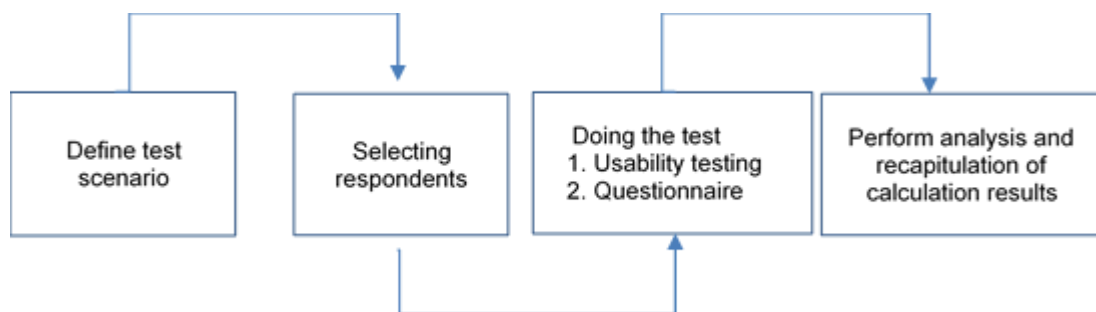 Define test
scenario
Selecting
respondents
Doing the test
1. Usability testing
2. Questionnaire
Perform analysis and
recapitulation of
calculation results